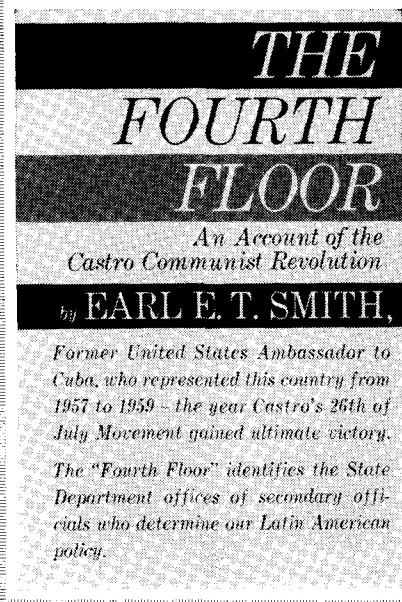 THE
FOURTH
FLOOR
An Account of the
Castro Communist Revolution
by EARL E. T. SMITH,
Former United States Ambassador to
Cuba, who represented this country from
1957 to 1959 – the year Castro's 26th of
July Movement gained ultimate victory.
The "Fourth Floor" identifies the State
Department offices of secondary offi-
cials who determine our Latin American
policy.